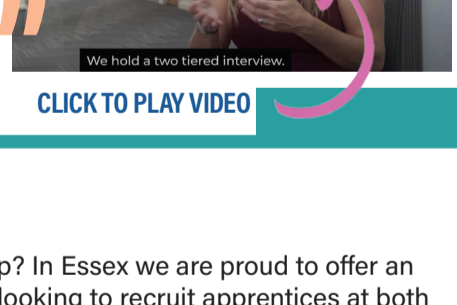 We hold a two tiered interview.
CLICK TO PLAY VIDEO
p? In Essex we are proud to offer an
looking to recruit apprentices at both